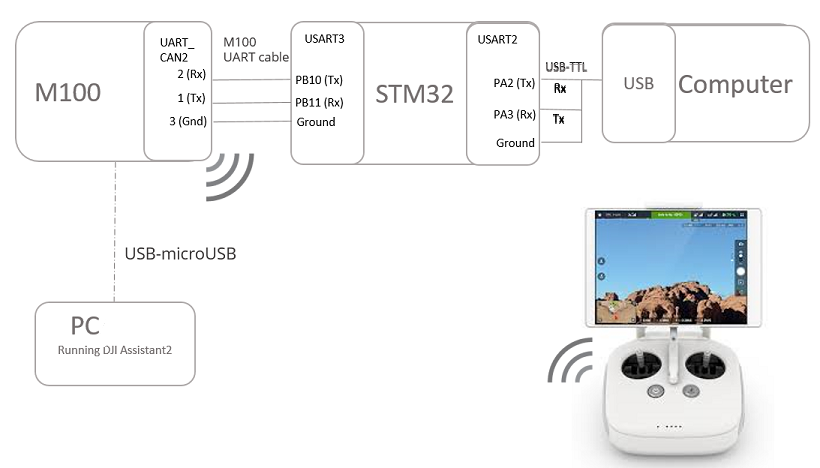 M100
UART_
CAN2
2 (Rx)
1 (Tx)
3 (Gnd)
M100
UART cable
USART3
PB10 (Tx)
PB11 (Rx)
Ground
STM32
USART2
PA2 (Tx)
PA3 (Rx)
Ground
USB-TTL
Rx
Tx
USB
Computer
USB-microUSB
PC
Running DJI Assistant2